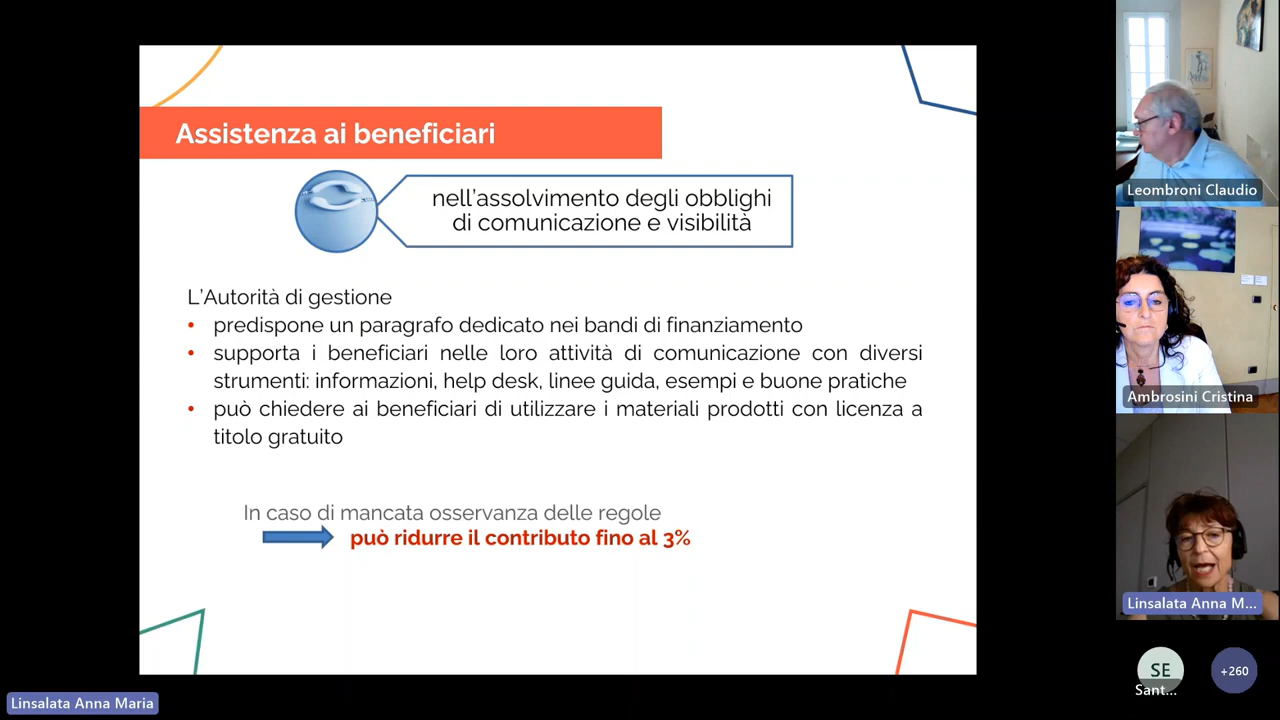 Assistenza ai beneficiari
nell'assolvimento degli obblighi
di comunicazione e visibilità
L'Autorità di gestione
• predispone un paragrafo dedicato nei bandi di finanziamento
• supporta i beneficiari nelle loro attività di comunicazione con diversi
strumenti: informazioni, help desk, linee guida, esempi e buone pratiche
• può chiedere ai beneficiari di utilizzare i materiali prodotti con licenza a
titolo gratuito
In caso di mancata osservanza delle regole
può ridurre il contributo fino al 3%
Leombroni Claudio
Ambrosini Cristina
Linsalata Anna M...
SE
+260
Sant...
Linsalata Anna Maria